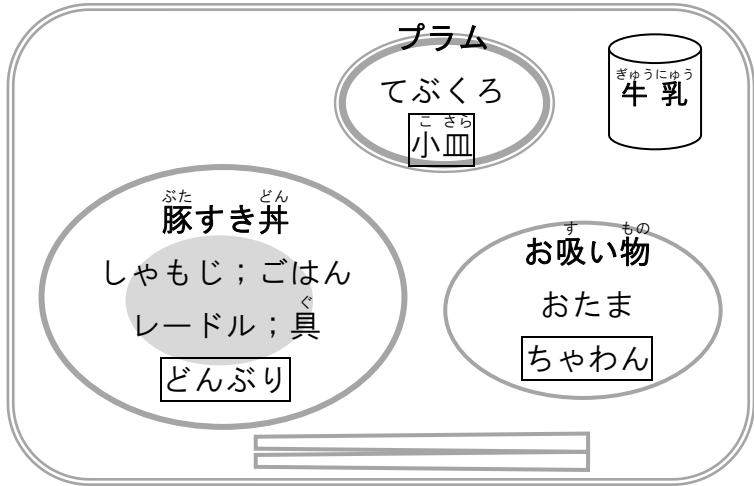 プラム
てぶくろ
こ さら
小皿
ぎゅうにゅう
牛乳
ぶた どん
豚すき丼
しゃもじ；ごはん
ぐ
レードル；具
どんぶり
す もの
お吸い物
おたま
ちゃわん